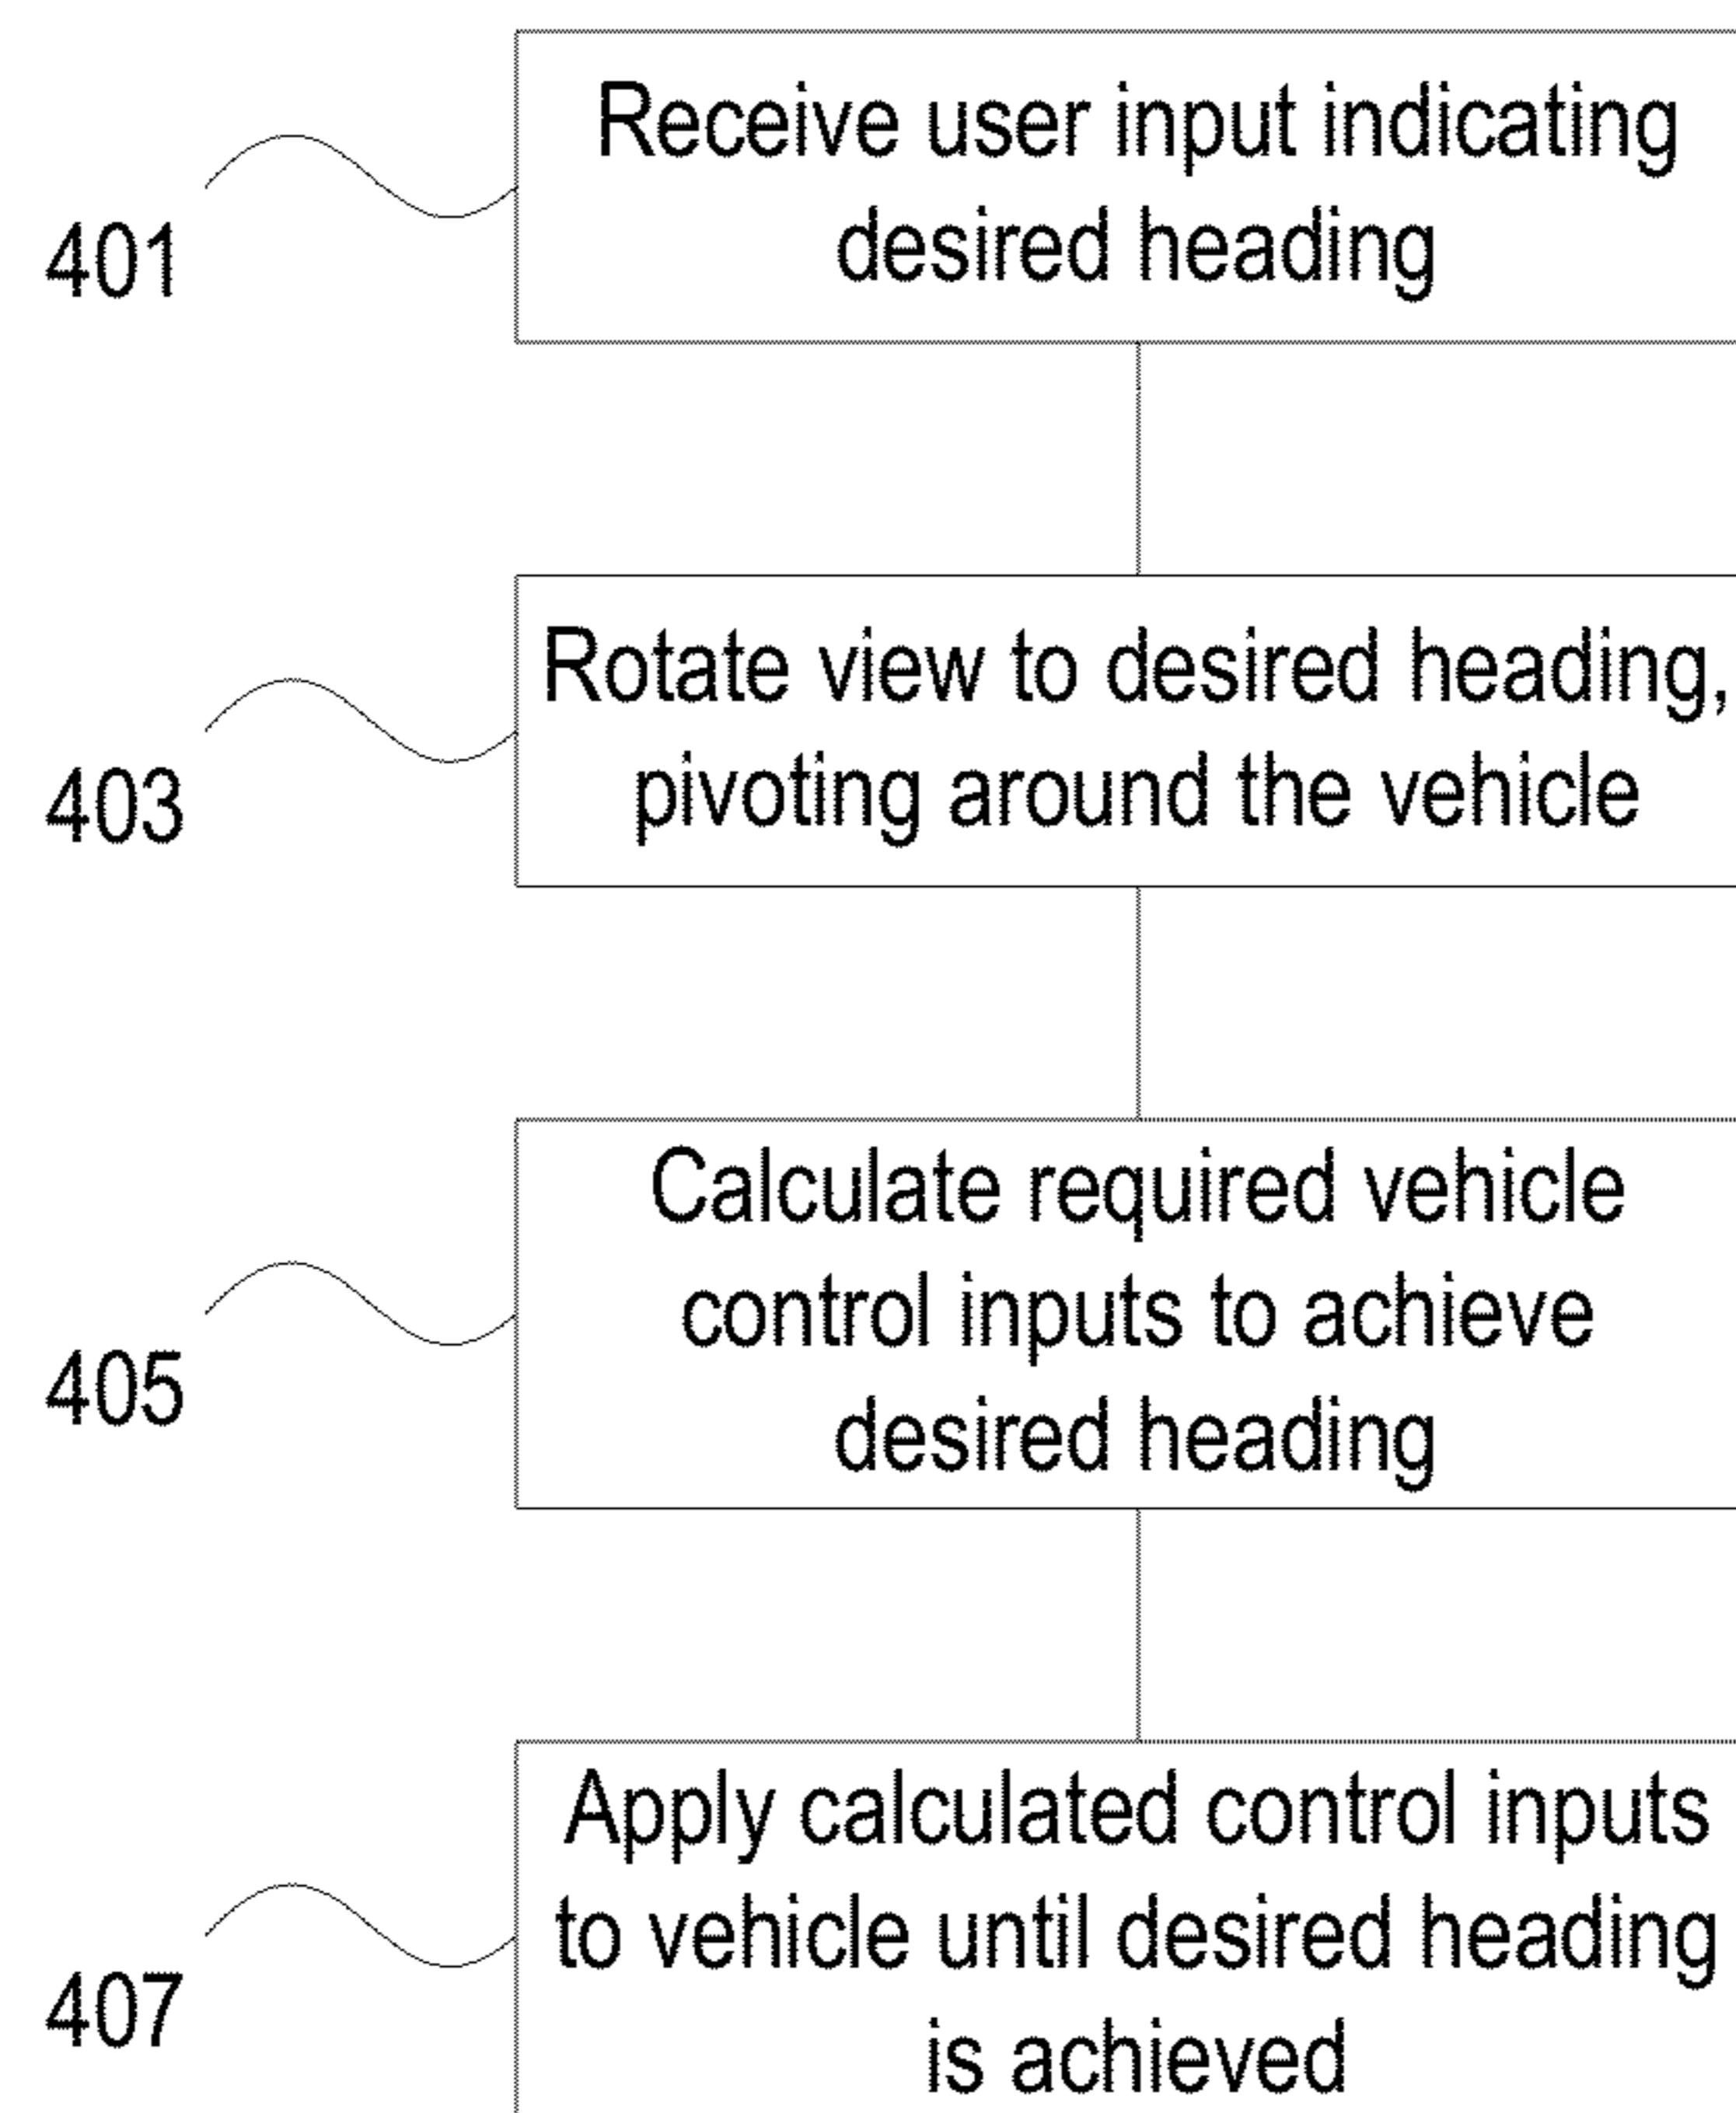 Receive user input indicating
desired heading
401
Rotate view to desired heading,
pivoting around the vehicle
403
Calculate required vehicle
control inputs to achieve
desired heading
405
Apply calculated control inputs
to vehicle until desired heading
is achieved
407